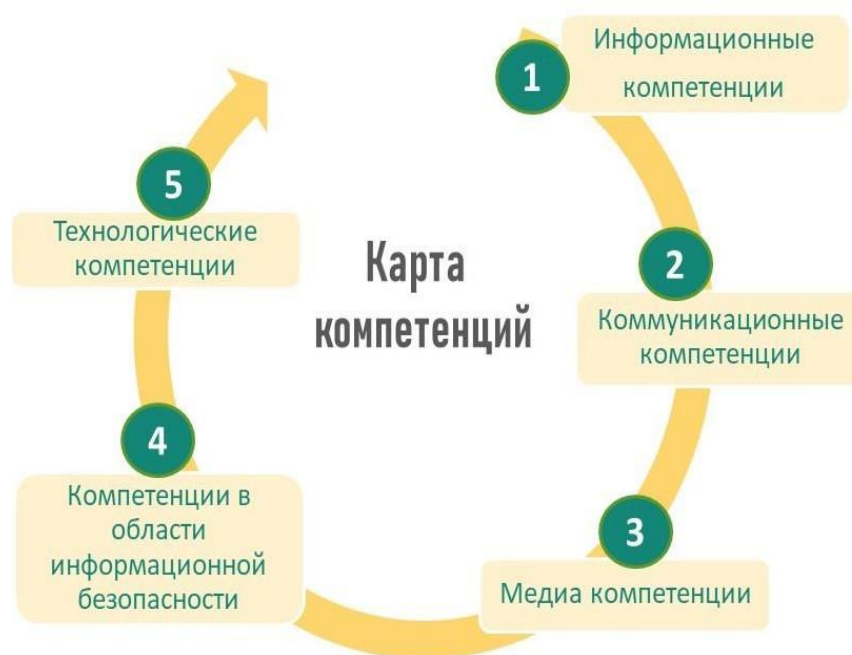 1
Информационные
компетенции
2
Коммуникационные
компетенции
3
Медиа компетенции
4
Компетенции в
области
информационной
безопасности
5
Технологические
компетенции
Карта
компетенций